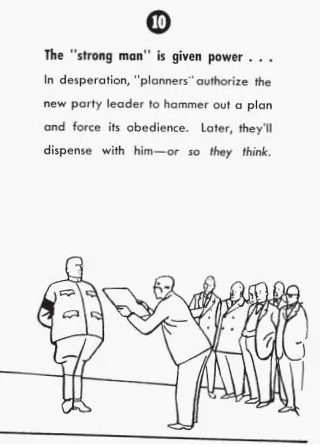 10
The "strong man" is given power . . .
In desperation, "planners" authorize the
new party leader to hammer out a plan
and force its obedience. Later, they'll
dispense with him—or so they think.